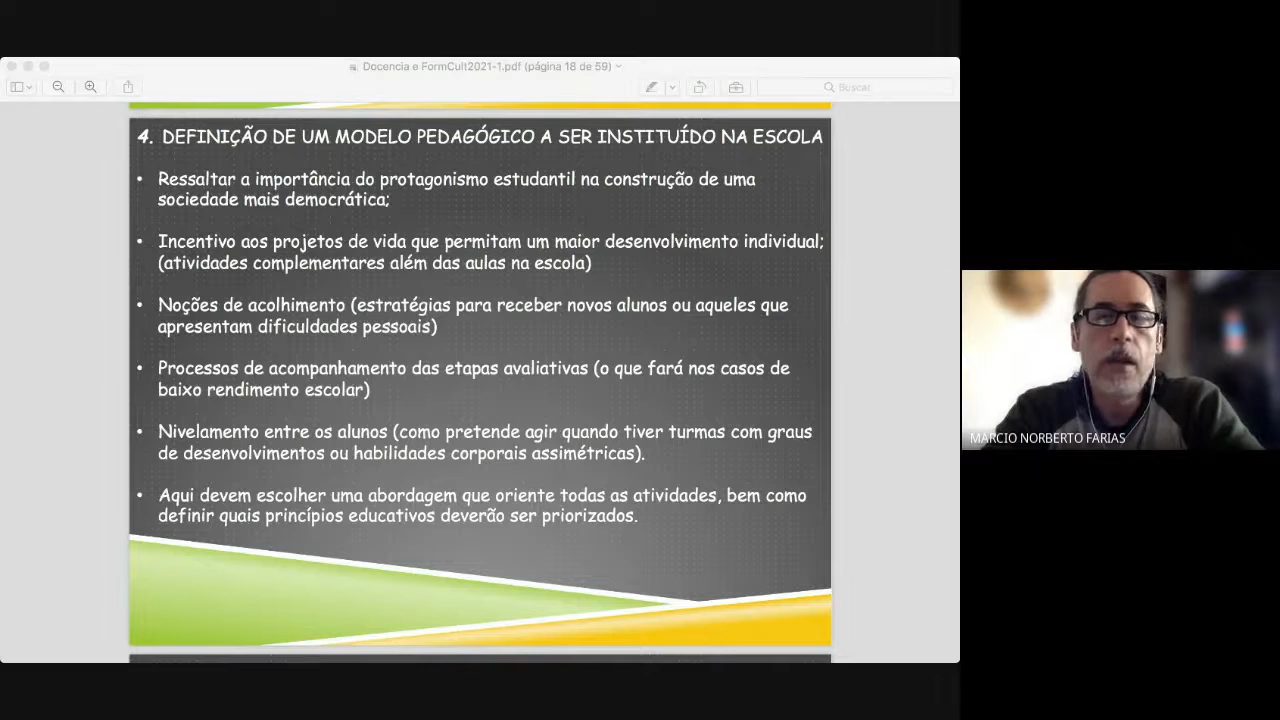 Docencia e FormCult2021-1.pdf (página 18 de 59)
Buscar
4. DEFINIÇÃO DE UM MODELO PEDAGÓGICO A SER INSTITUÍDO NA ESCOLA
• Ressaltar a importância do protagonismo estudantil na construção de uma
sociedade mais democrática;
• Incentivo aos projetos de vida que permitam um maior desenvolvimento individual;
(atividades complementares além das aulas na escola)
• Noções de acolhimento (estratégias para receber novos alunos ou aqueles que
apresentam dificuldades pessoais)
• Processos de acompanhamento das etapas avaliativas (o que fará nos casos de
baixo rendimento escolar)
• Nivelamento entre os alunos (como pretende agir quando tiver turmas com graus
de desenvolvimentos ou habilidades corporais assimétricas).
• Aqui devem escolher uma abordagem que oriente todas as atividades, bem como
definir quais princípios educativos deverão ser priorizados.
MARCIO NORBERTO FARIAS